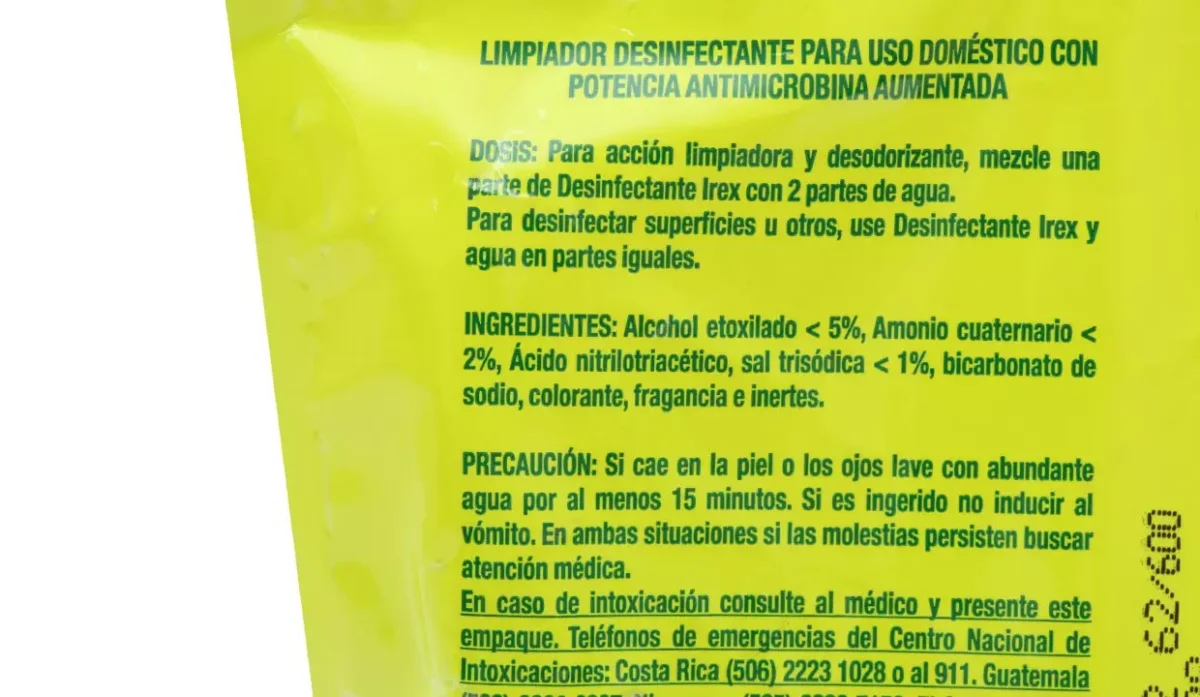 LIMPIADOR DESINFECTANTE PARA USO DOMÉSTICO CON
POTENCIA ANTIMICROBINA AUMENTADA
DOSIS: Para acción limpiadora y desodorizante, mezcle una
parte de Desinfectante Irex con 2 partes de agua.
Para desinfectar superficies u otros, use Desinfectante Irex y
agua en partes iguales.
INGREDIENTES: Alcohol etoxilado < 5%, Amonio cuaternario <
2%, Ácido nitrilotriacético, sal trisódica < 1%, bicarbonato de
sodio, colorante, fragancia e inertes.
PRECAUCIÓN: Si cae en la piel o los ojos lave con abundante
agua por al menos 15 minutos. Si es ingerido no inducir al
vómito. En ambas situaciones si las molestias persisten buscar
atención médica.
En caso de intoxicación consulte al médico y presente este
empaque. Teléfonos de emergencias del Centro Nacional de
Intoxicaciones: Costa Rica (506) 2223 1028 o al 911. Guatemala
62/600